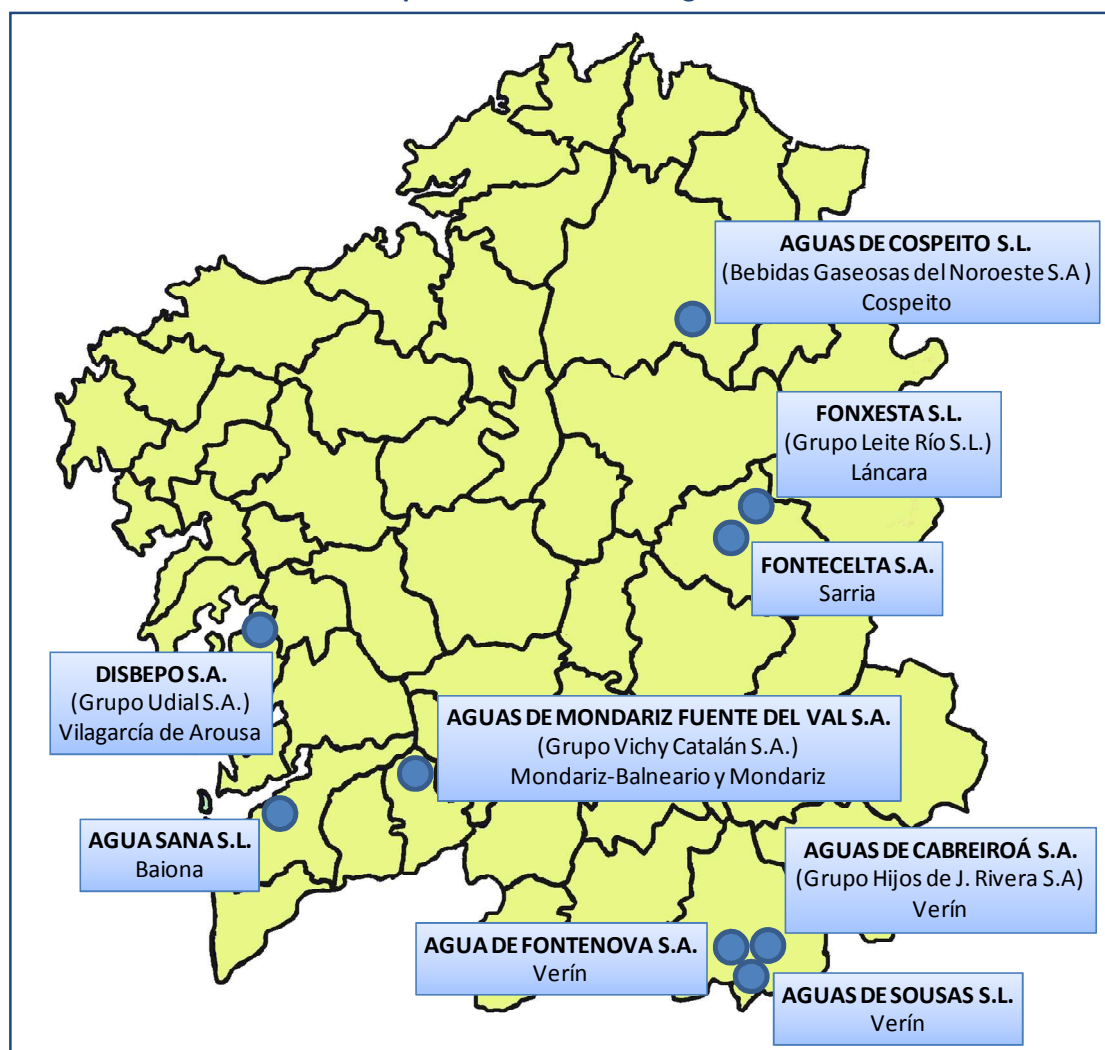 AGUAS DE COSPEITO S.L.
(Bebidas Gaseosas del Noroeste S.A )
Cospeito
FONXESTA S.L.
(Grupo Leite Río S.L.)
Láncara
FONTECELTA S.A.
Sarria
DISBEPO S.A.
(Grupo Udial S.A.)
Vilagarcía de Arousa
AGUAS DE MONDARIZ FUENTE DEL VAL S.A.
(Grupo Vichy Catalán S.A.)
Mondariz-Balneario y Mondariz
AGUA SANA S.L.
Baiona
AGUAS DE CABREIROÁ S.A.
(Grupo Hijos de J. Rivera S.A)
Verín
AGUA DE FONTENOVA S.A.
Verín
AGUAS DE SOUSAS S.L.
Verín